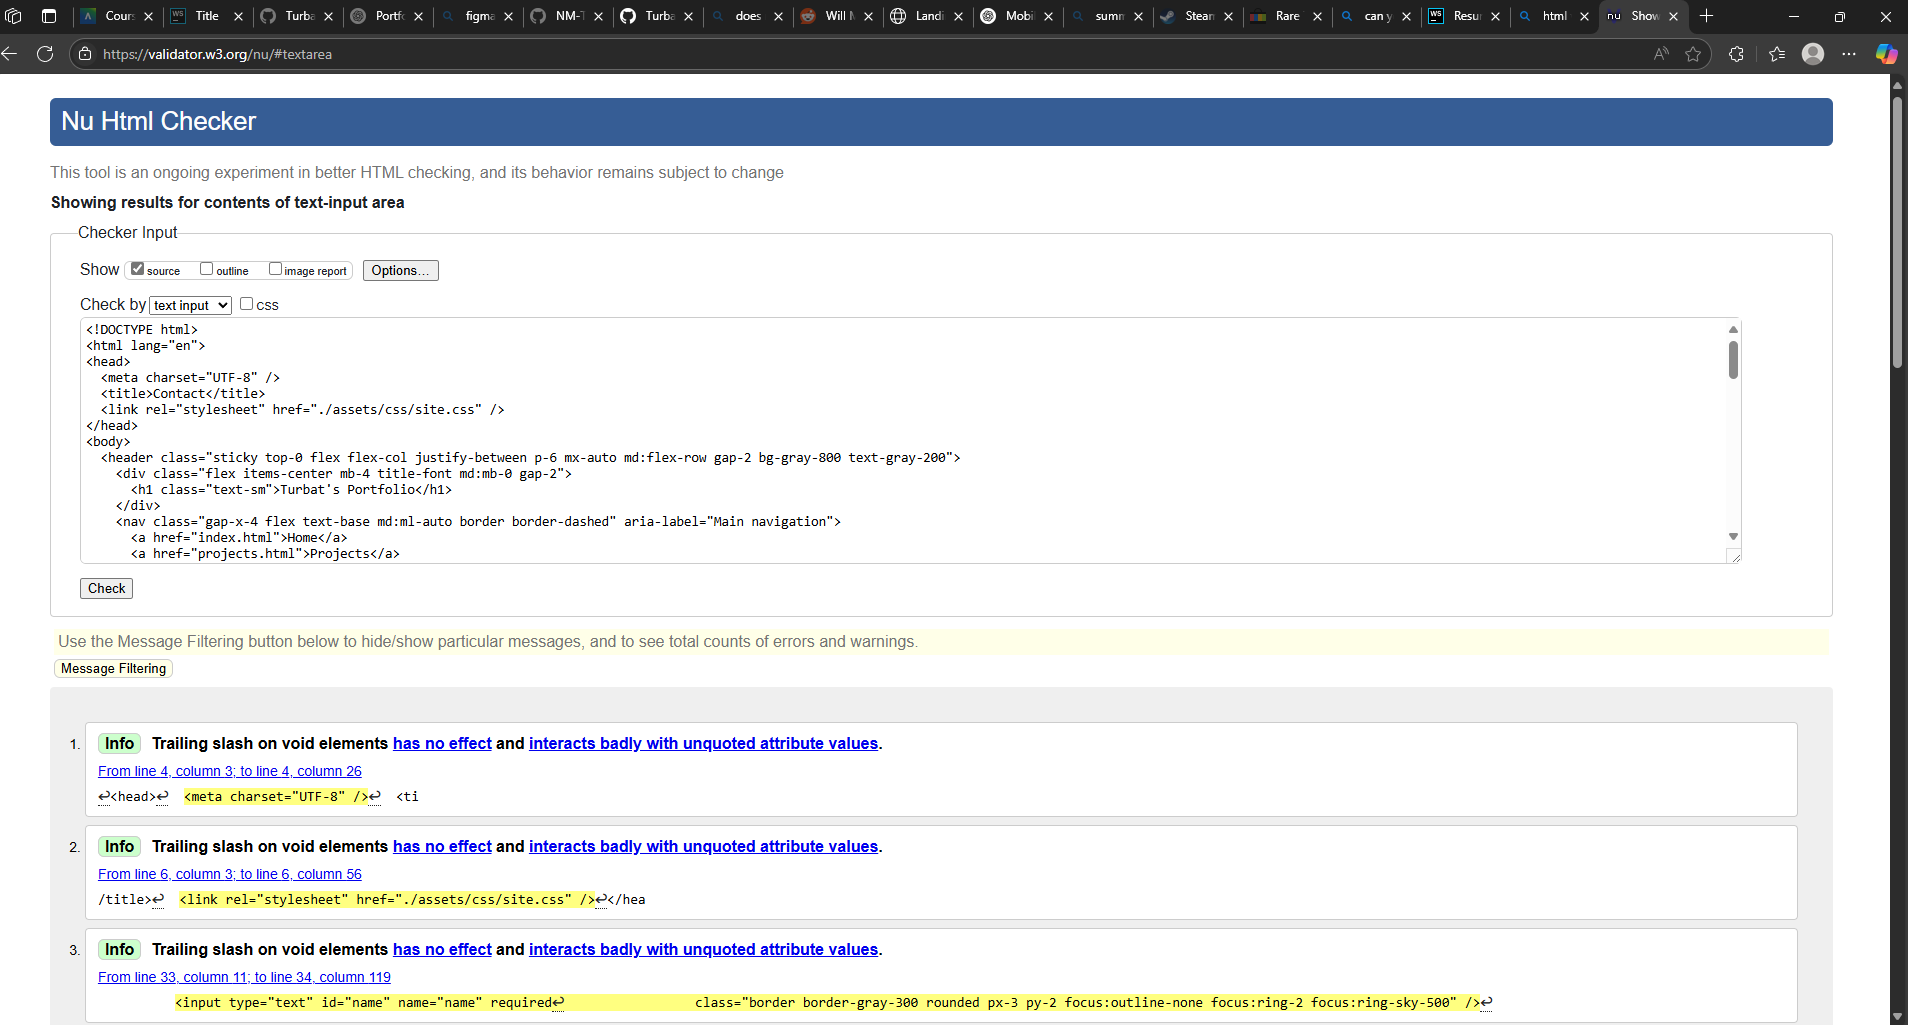 Cours
Title
Turba
Portfo
figma
NM-T
Turba
does
Will M
Landi
Mobil
summ
Steam
Rare
can y
Resu
html
Show
https://validator.w3.org/nu/#textarea
Nu Html Checker
This tool is an ongoing experiment in better HTML checking, and its behavior remains subject to change
Showing results for contents of text-input area
Checker Input
Show source outline image report Options...
Check by text input css
<!DOCTYPE html>
<html lang="en">
<head>
  <meta charset="UTF-8" />
  <title>Contact</title>
  <link rel="stylesheet" href="./assets/css/site.css" />
</head>
<body>
  <header class="sticky top-0 flex flex-col justify-between p-6 mx-auto md:flex-row gap-2 bg-gray-800 text-gray-200">
    <div class="flex items-center mb-4 title-font md:mb-0 gap-2">
      <h1 class="text-sm">Turbat's Portfolio</h1>
    </div>
    <nav class="gap-x-4 flex text-base md:ml-auto border border-dashed" aria-label="Main navigation">
      <a href="index.html">Home</a>
      <a href="projects.html">Projects</a>
Check
Use the Message Filtering button below to hide/show particular messages, and to see total counts of errors and warnings.
Message Filtering
1. Info Trailing slash on void elements has no effect and interacts badly with unquoted attribute values.
From line 4, column 3; to line 4, column 26
↩<head>↩  <meta charset="UTF-8" />↩  <ti
2. Info Trailing slash on void elements has no effect and interacts badly with unquoted attribute values.
From line 6, column 3; to line 6, column 56
/title>↩  <link rel="stylesheet" href="./assets/css/site.css" />↩</hea
3. Info Trailing slash on void elements has no effect and interacts badly with unquoted attribute values.
From line 33, column 11; to line 34, column 119
<input type="text" id="name" name="name" required↩ class="border border-gray-300 rounded px-3 py-2 focus:outline-none focus:ring-2 focus:ring-sky-500" />↩